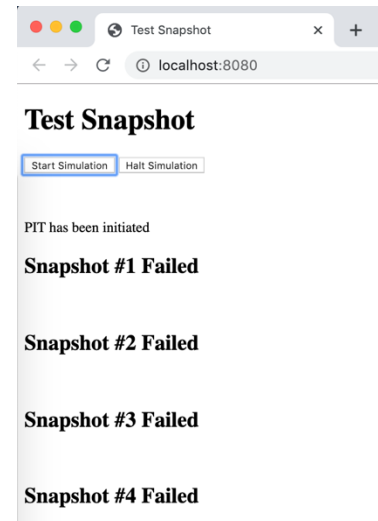 Test Snapshot
localhost:8080
Test Snapshot
Start Simulation Halt Simulation
PIT has been initiated
Snapshot #1 Failed
Snapshot #2 Failed
Snapshot #3 Failed
Snapshot #4 Failed